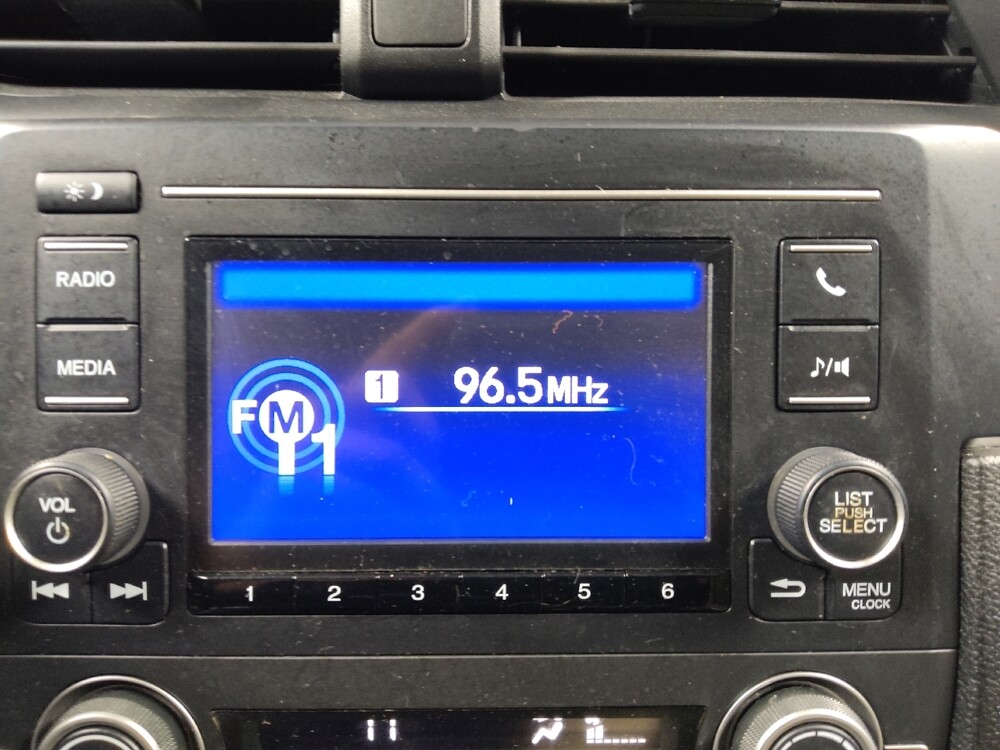 RADIO
MEDIA
FM
1
1
96.5MHz
VOL
LIST
PUSH
SELECT
1 2 3 4 5 6
MENU
CLOCK